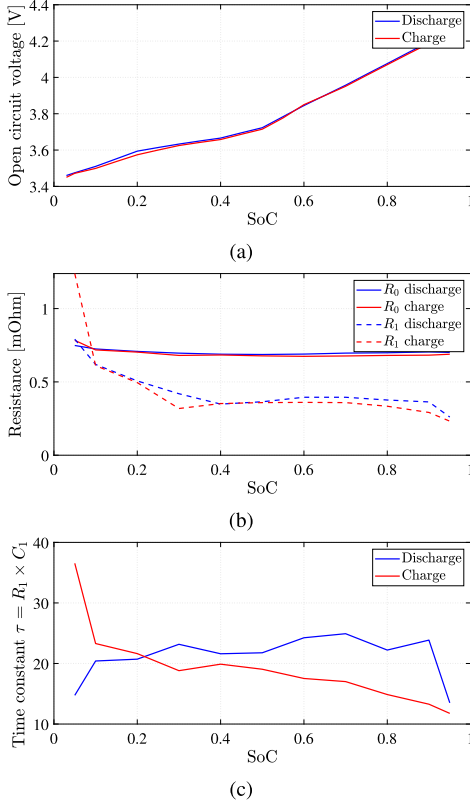 4.4
4.2
4
3.8
3.6
3.4
Open circuit voltage [V]
Discharge
Charge
0 0.2 0.4 0.6 0.8 1
SoC
(a)
1
0.5
0
Resistance [mOhm]
R₀ discharge
R₀ charge
R₁ discharge
R₁ charge
0 0.2 0.4 0.6 0.8 1
SoC
(b)
40
30
20
10
Time constant τ = R₁ × C₁
Discharge
Charge
0 0.2 0.4 0.6 0.8 1
SoC
(c)